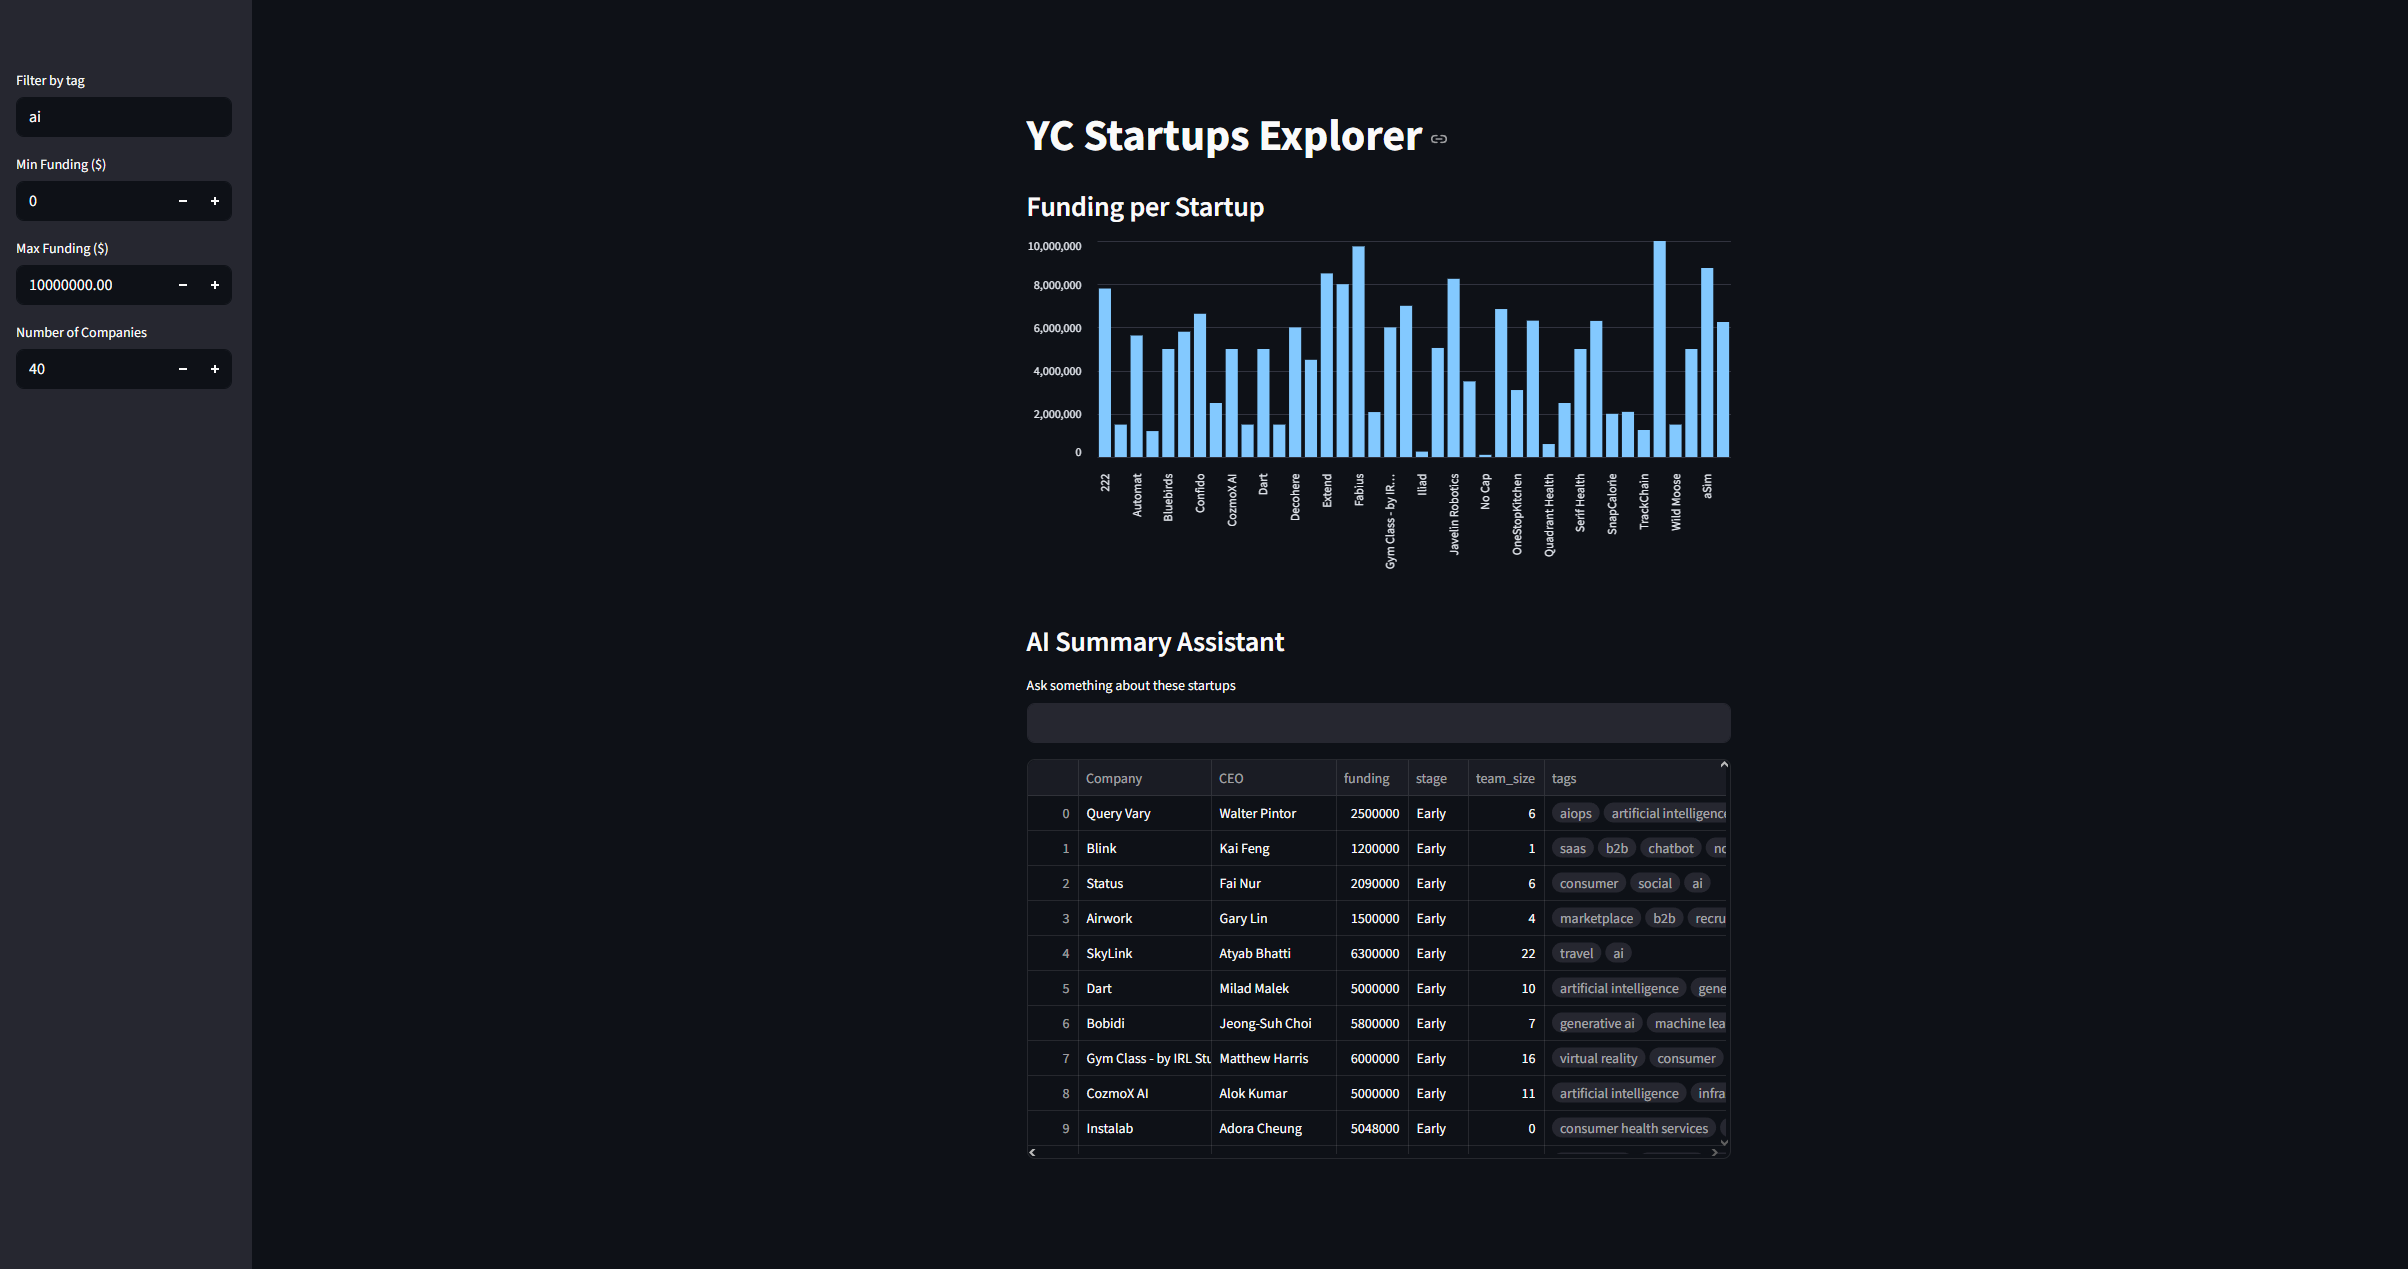 Filter by tag
ai
Min Funding ($)
0
Max Funding ($)
10000000.00
Number of Companies
40
YC Startups Explorer
Funding per Startup
10,000,000
8,000,000
6,000,000
4,000,000
2,000,000
0
222
Automat
Bluebirds
Confido
CozmoX AI
Dart
Decohere
Extend
Fabius
Gym Class - by IR...
Iliad
Javelin Robotics
No Cap
OneStopKitchen
Quadrant Health
Serif Health
SnapCalorie
TrackChain
Wild Moose
aSim
AI Summary Assistant
Ask something about these startups
Company CEO funding stage team_size tags
0 Query Vary Walter Pintor 2500000 Early 6 aiops artificial intelligence
1 Blink Kai Feng 1200000 Early 1 saas b2b chatbot no
2 Status Fai Nur 2090000 Early 6 consumer social ai
3 Airwork Gary Lin 1500000 Early 4 marketplace b2b recru
4 SkyLink Atyab Bhatti 6300000 Early 22 travel ai
5 Dart Milad Malek 5000000 Early 10 artificial intelligence gene
6 Bobidi Jeong-Suh Choi 5800000 Early 7 generative ai machine lea
7 Gym Class - by IRL Stu Matthew Harris 6000000 Early 16 virtual reality consumer
8 CozmoX AI Alok Kumar 5000000 Early 11 artificial intelligence infra
9 Instalab Adora Cheung 5048000 Early 0 consumer health services